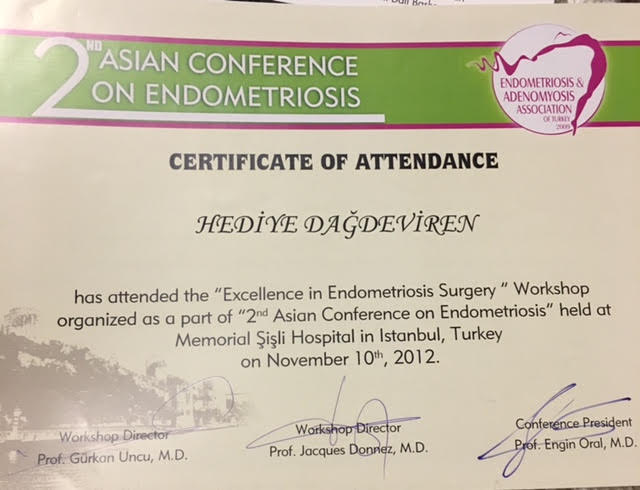 2ND ASIAN CONFERENCE
ON ENDOMETRIOSIS
ENDOMETRIOSIS &
ADENOMYOSIS
ASSOCIATION
OF TURKEY
2009
CERTIFICATE OF ATTENDANCE
HEDİYE DAĞDEVİREN
has attended the "Excellence in Endometriosis Surgery " Workshop
organized as a part of "2nd Asian Conference on Endometriosis" held at
Memorial Şişli Hospital in Istanbul, Turkey
on November 10th, 2012.
Workshop Director
Prof. Gürkan Uncu, M.D.
Workshop Director
Prof. Jacques Donnez, M.D.
Conference President
Prof. Engin Oral, M.D.